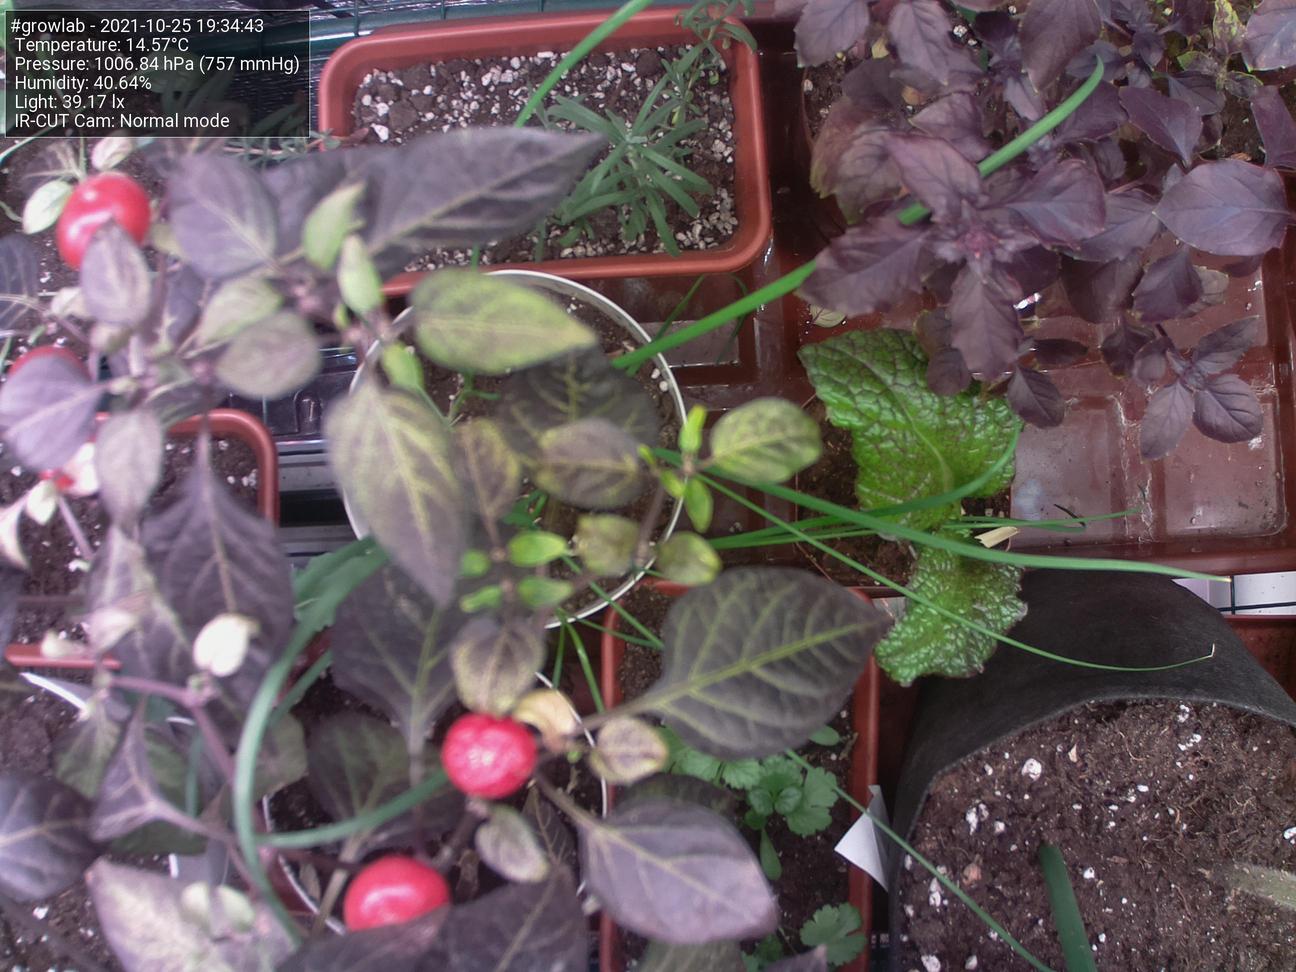 #growlab - 2021-10-25 19:34:43
Temperature: 14.57°C
Pressure: 1006.84 hPa (757 mmHg)
Humidity: 40.64%
Light: 39.17 lx
IR-CUT Cam: Normal mode